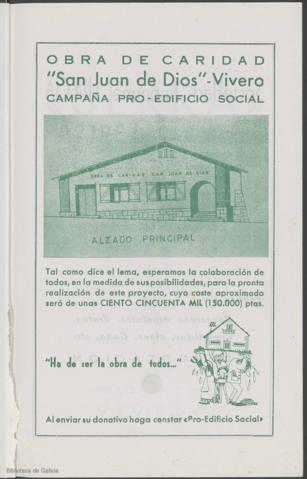 OBRA DE CARIDAD
"San Juan de Dios"-Vivero
CAMPAÑA PRO-EDIFICIO SOCIAL
OBRA DE CARIDAD SAN JUAN DE DIOS
ALZADO PRINCIPAL
Tal como dice el lema, esperamos la colaboración de
todos, en la medida de sus posibilidades, para la pronta
realización de este proyecto, cuyo coste aproximado
será de unas CIENTO CINCUENTA MIL (150.000) ptas.
"Ha de ser la obra de todos..."
Al enviar su donativo haga constar «Pro-Edificio Social»
Biblioteca de Galicia